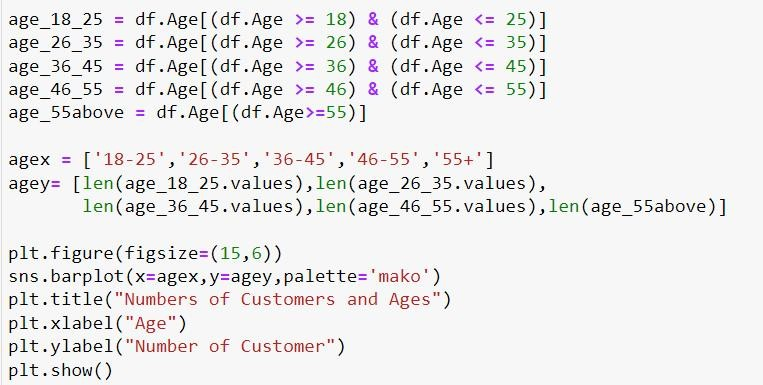 age_18_25 = df.Age[(df.Age >= 18) & (df.Age <= 25)]
age_26_35 = df.Age[(df.Age >= 26) & (df.Age <= 35)]
age_36_45 = df.Age[(df.Age >= 36) & (df.Age <= 45)]
age_46_55 = df.Age[(df.Age >= 46) & (df.Age <= 55)]
age_55above = df.Age[(df.Age>=55)]

agex = ['18-25','26-35','36-45','46-55','55+']
agey= [len(age_18_25.values),len(age_26_35.values),
       len(age_36_45.values),len(age_46_55.values),len(age_55above)]

plt.figure(figsize=(15,6))
sns.barplot(x=agex,y=agey,palette='mako')
plt.title("Numbers of Customers and Ages")
plt.xlabel("Age")
plt.ylabel("Number of Customer")
plt.show()